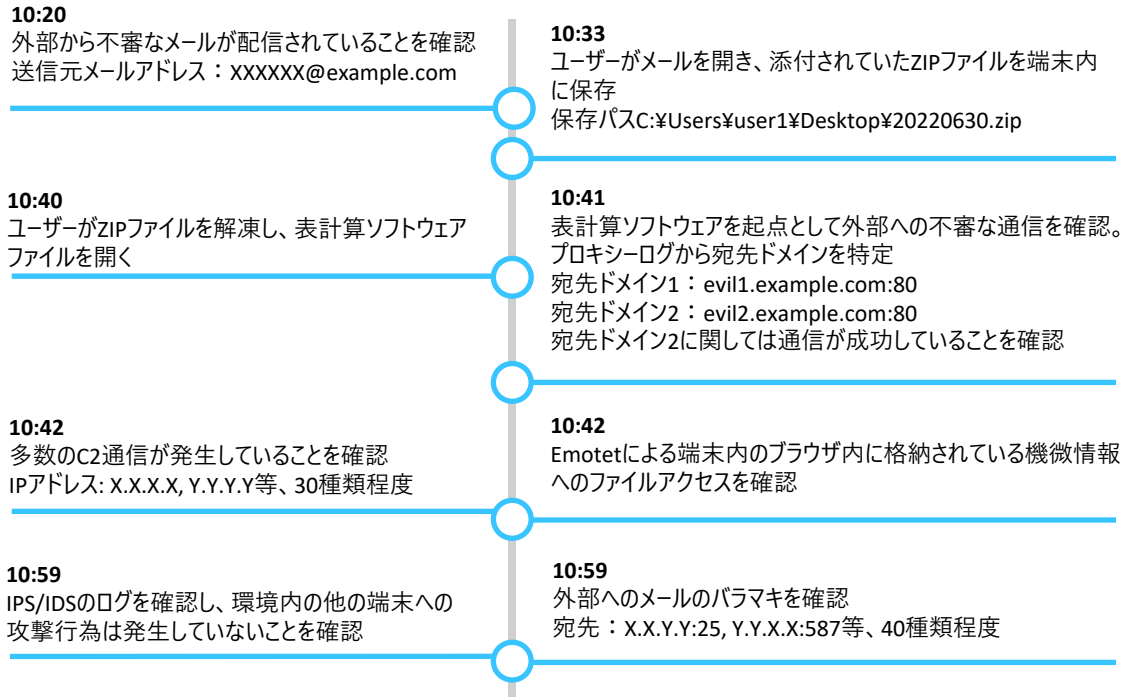 10:20
外部から不審なメールが配信されていることを確認
送信元メールアドレス：XXXXXX@example.com
10:33
ユーザーがメールを開き、添付されていたZIPファイルを端末内
に保存
保存パスC:¥Users¥user1¥Desktop¥20220630.zip
10:40
ユーザーがZIPファイルを解凍し、表計算ソフトウェア
ファイルを開く
10:41
表計算ソフトウェアを起点として外部への不審な通信を確認。
プロキシーログから宛先ドメインを特定
宛先ドメイン1：evil1.example.com:80
宛先ドメイン2：evil2.example.com:80
宛先ドメイン2に関しては通信が成功していることを確認
10:42
多数のC2通信が発生していることを確認
IPアドレス: X.X.X.X, Y.Y.Y.Y等、30種類程度
10:42
Emotetによる端末内のブラウザ内に格納されている機微情報
へのファイルアクセスを確認
10:59
IPS/IDSのログを確認し、環境内の他の端末への
攻撃行為は発生していないことを確認
10:59
外部へのメールのバラマキを確認
宛先：X.X.Y.Y:25, Y.Y.X.X:587等、40種類程度